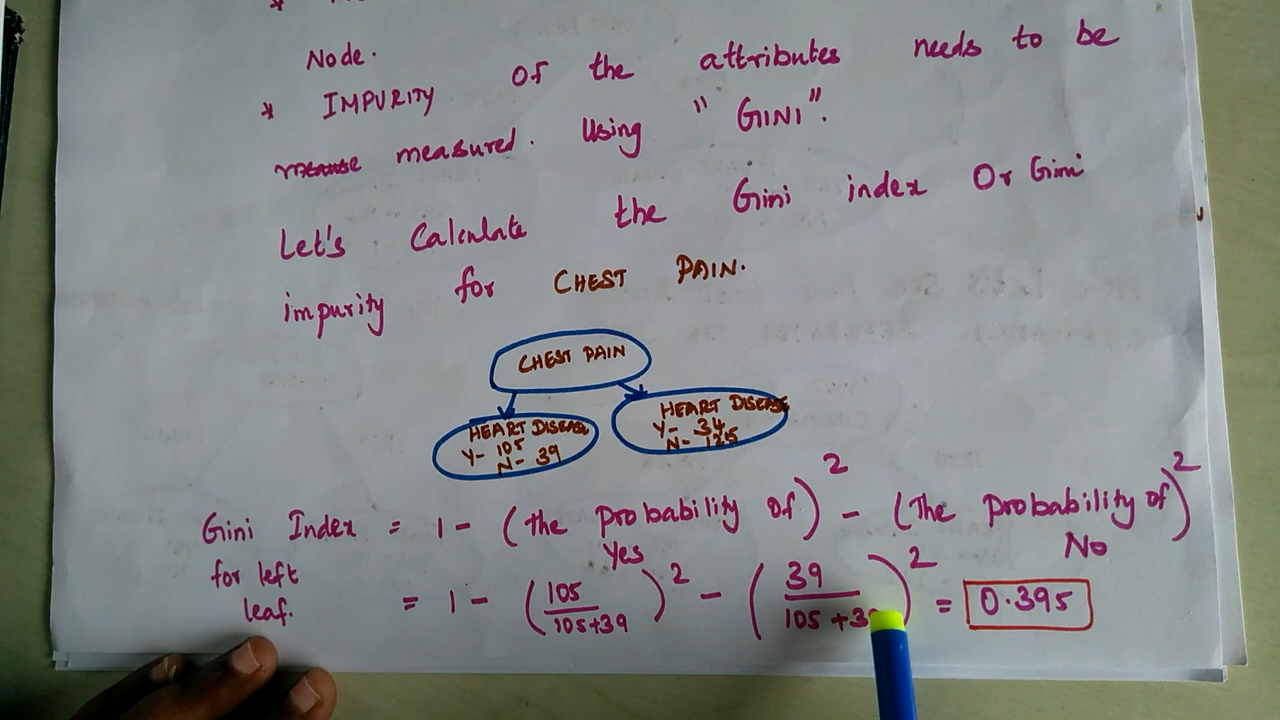 Node.
* IMPURITY of the attributes needs to be
measured. Using "GINI".
Let's Calculate the Gini index Or Gini
impurity for CHEST PAIN.
CHEST PAIN
HEART DISEASE
Y- 105
N- 39
HEART DISEASE
Y- 34
N- 125
Gini Index = 1 - (the probability of)² - (The probability of)²
Yes No
for left
leaf.
= 1 - (105/105+39)² - (39/105+39)² = 0.395